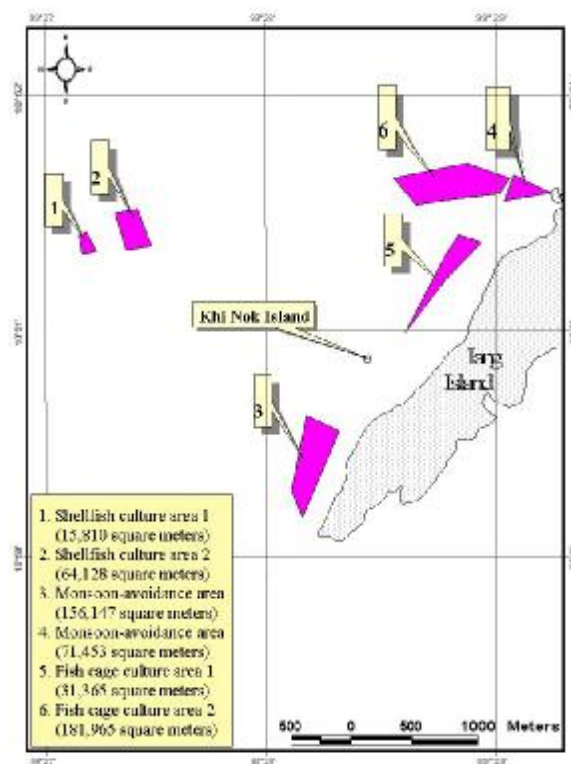 6
4
2
1
5
Khi Nok Island
Iang
Island
3
1. Shellfish culture area 1
(15,810 square meters)
2. Shellfish culture area 2
(64,128 square meters)
3. Monsoon-avoidance area
(156,147 square meters)
4. Monsoon-avoidance area
(71,453 square meters)
5. Fish cage culture area 1
(31,365 square meters)
6. Fish cage culture area 2
(181,965 square meters)
500 0 500 1000 Meters